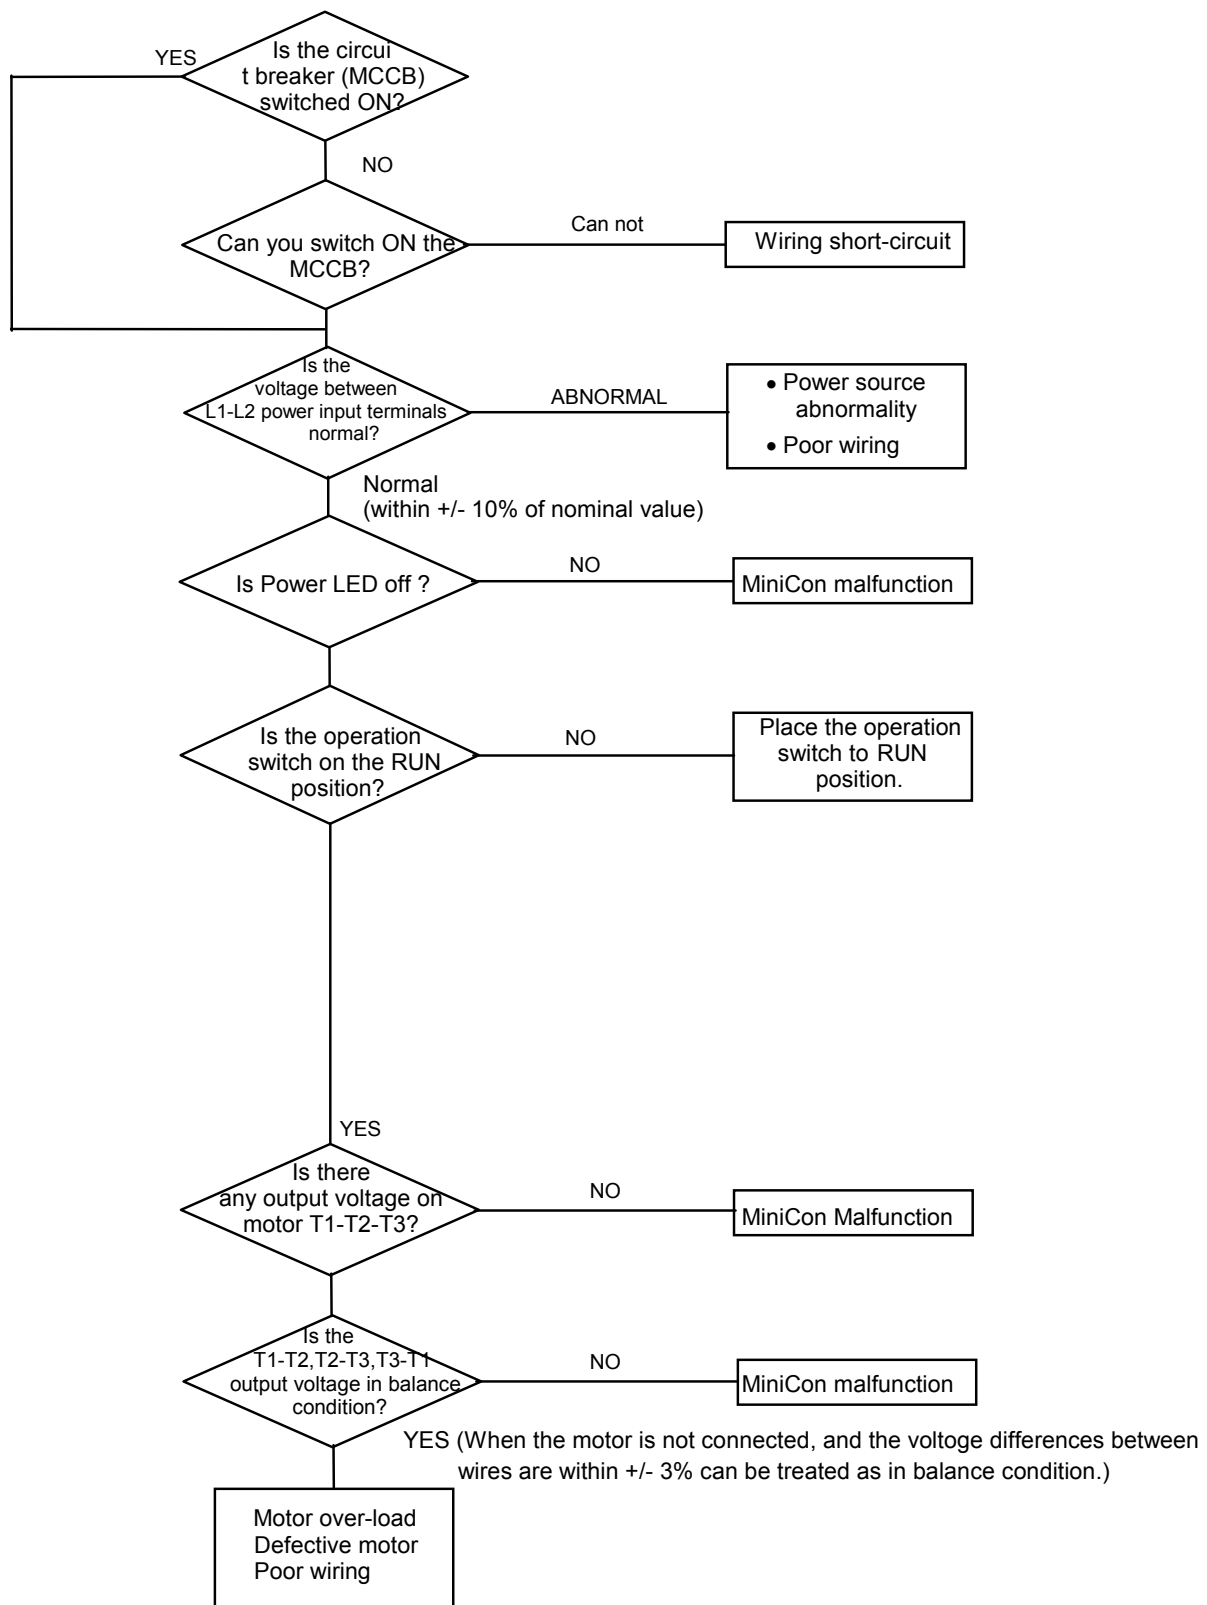 YES
Is the circui
t breaker (MCCB)
switched ON?
NO
Can you switch ON the
MCCB?
Can not
Wiring short-circuit
Is the
voltage between
L1-L2 power input terminals
normal?
ABNORMAL
• Power source
abnormality
• Poor wiring
Normal
(within +/- 10% of nominal value)
Is Power LED off ?
NO
MiniCon malfunction
Is the operation
switch on the RUN
position?
NO
Place the operation
switch to RUN
position.
YES
Is there
any output voltage on
motor T1-T2-T3?
NO
MiniCon Malfunction
Is the
T1-T2,T2-T3,T3-T1
output voltage in balance
condition?
NO
MiniCon malfunction
YES (When the motor is not connected, and the voltoge differences between
wires are within +/- 3% can be treated as in balance condition.)
Motor over-load
Defective motor
Poor wiring